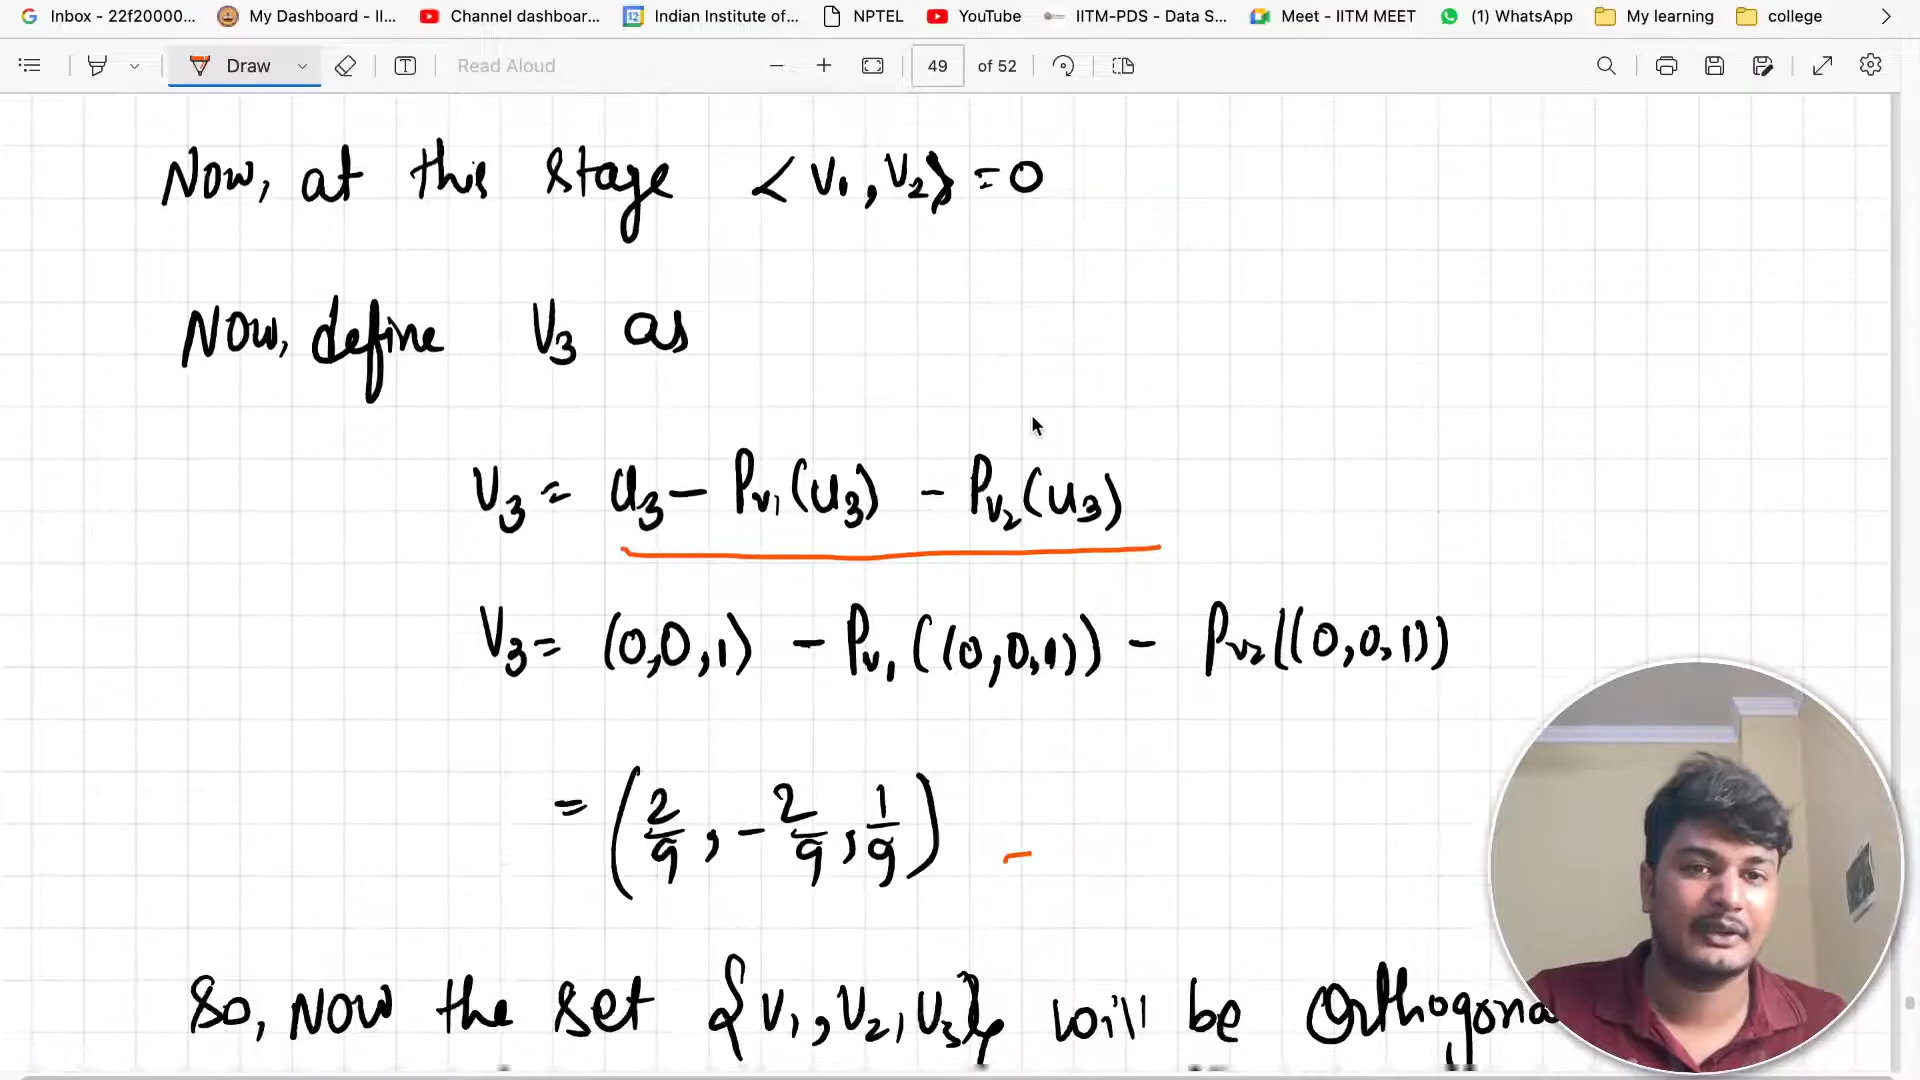 Inbox - 22f20000... My Dashboard - II... Channel dashboar... Indian Institute of... NPTEL YouTube IITM-PDS - Data S... Meet - IITM MEET (1) WhatsApp My learning college
Draw Read Aloud 49 of 52
Now, at this stage <V1, V2> = 0
Now, define V3 as
V3 = U3 - Pv1(U3) - Pv2(U3)
V3 = (0,0,1) - Pv1((0,0,1)) - Pv2((0,0,1))
= (2/9, -2/9, 1/9)
So, Now the set {V1, V2, V3} will be Orthogona